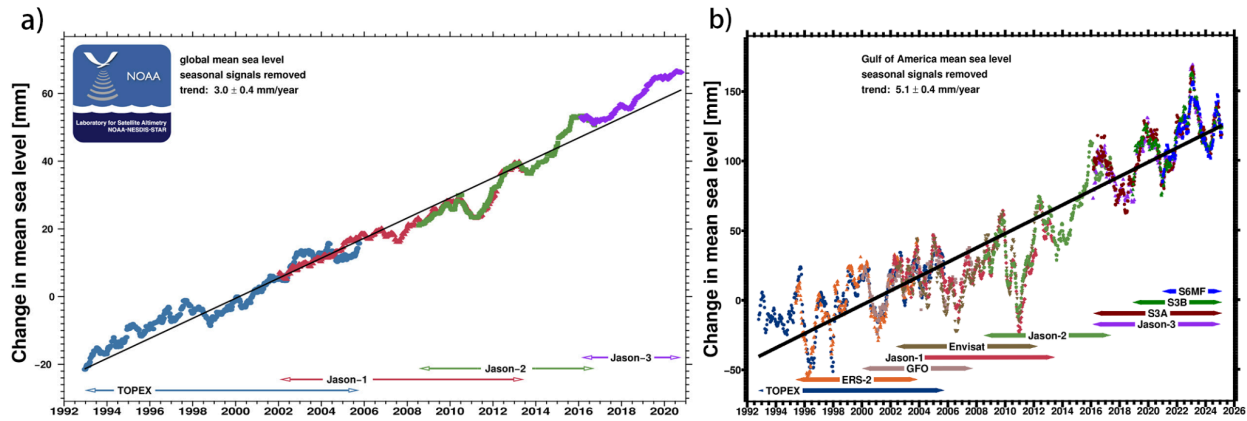 a)
NOAA
Laboratory for Satellite Altimetry
NOAA-NESDIS-STAR
global mean sea level
seasonal signals removed
trend: 3.0 ± 0.4 mm/year
Change in mean sea level [mm]
60
40
20
0
−20
Jason−3
Jason−2
Jason−1
TOPEX
1992 1994 1996 1998 2000 2002 2004 2006 2008 2010 2012 2014 2016 2018 2020
b)
Gulf of America mean sea level
seasonal signals removed
trend: 5.1 ± 0.4 mm/year
Change in mean sea level [mm]
150
100
50
0
−50
S6MF
S3B
S3A
Jason-3
Jason-2
Envisat
Jason-1
GFO
ERS-2
TOPEX
1992 1994 1996 1998 2000 2002 2004 2006 2008 2010 2012 2014 2016 2018 2020 2022 2024 2026